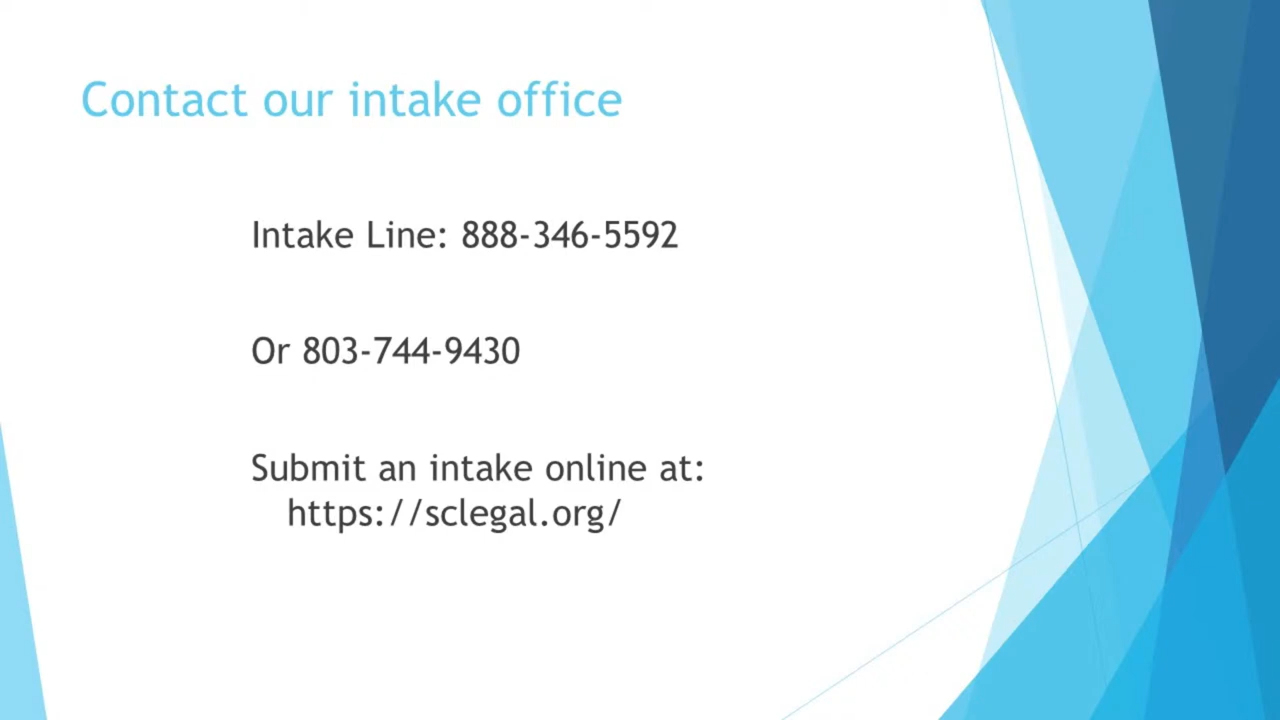 Contact our intake office
Intake Line: 888-346-5592
Or 803-744-9430
Submit an intake online at:
https://sclegal.org/